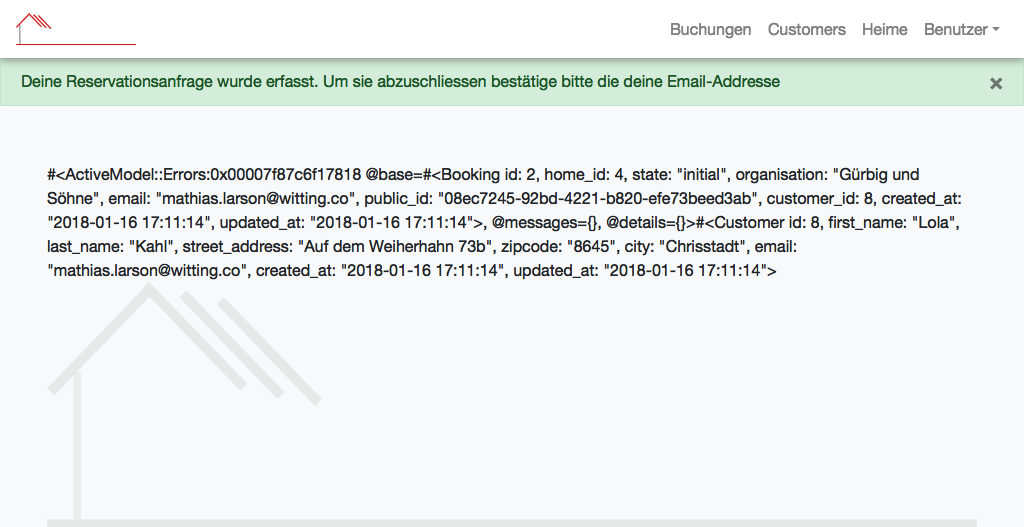 Buchungen Customers Heime Benutzer
Deine Reservationsanfrage wurde erfasst. Um sie abzuschliessen bestätige bitte die deine Email-Addresse ×
#<ActiveModel::Errors:0x00007f87c6f17818 @base=#<Booking id: 2, home_id: 4, state: "initial", organisation: "Gürbig und
Söhne", email: "mathias.larson@witting.co", public_id: "08ec7245-92bd-4221-b820-efe73beed3ab", customer_id: 8, created_at:
"2018-01-16 17:11:14", updated_at: "2018-01-16 17:11:14">, @messages={}, @details={}>#<Customer id: 8, first_name: "Lola",
last_name: "Kahl", street_address: "Auf dem Weiherhahn 73b", zipcode: "8645", city: "Chrisstadt", email:
"mathias.larson@witting.co", created_at: "2018-01-16 17:11:14", updated_at: "2018-01-16 17:11:14">